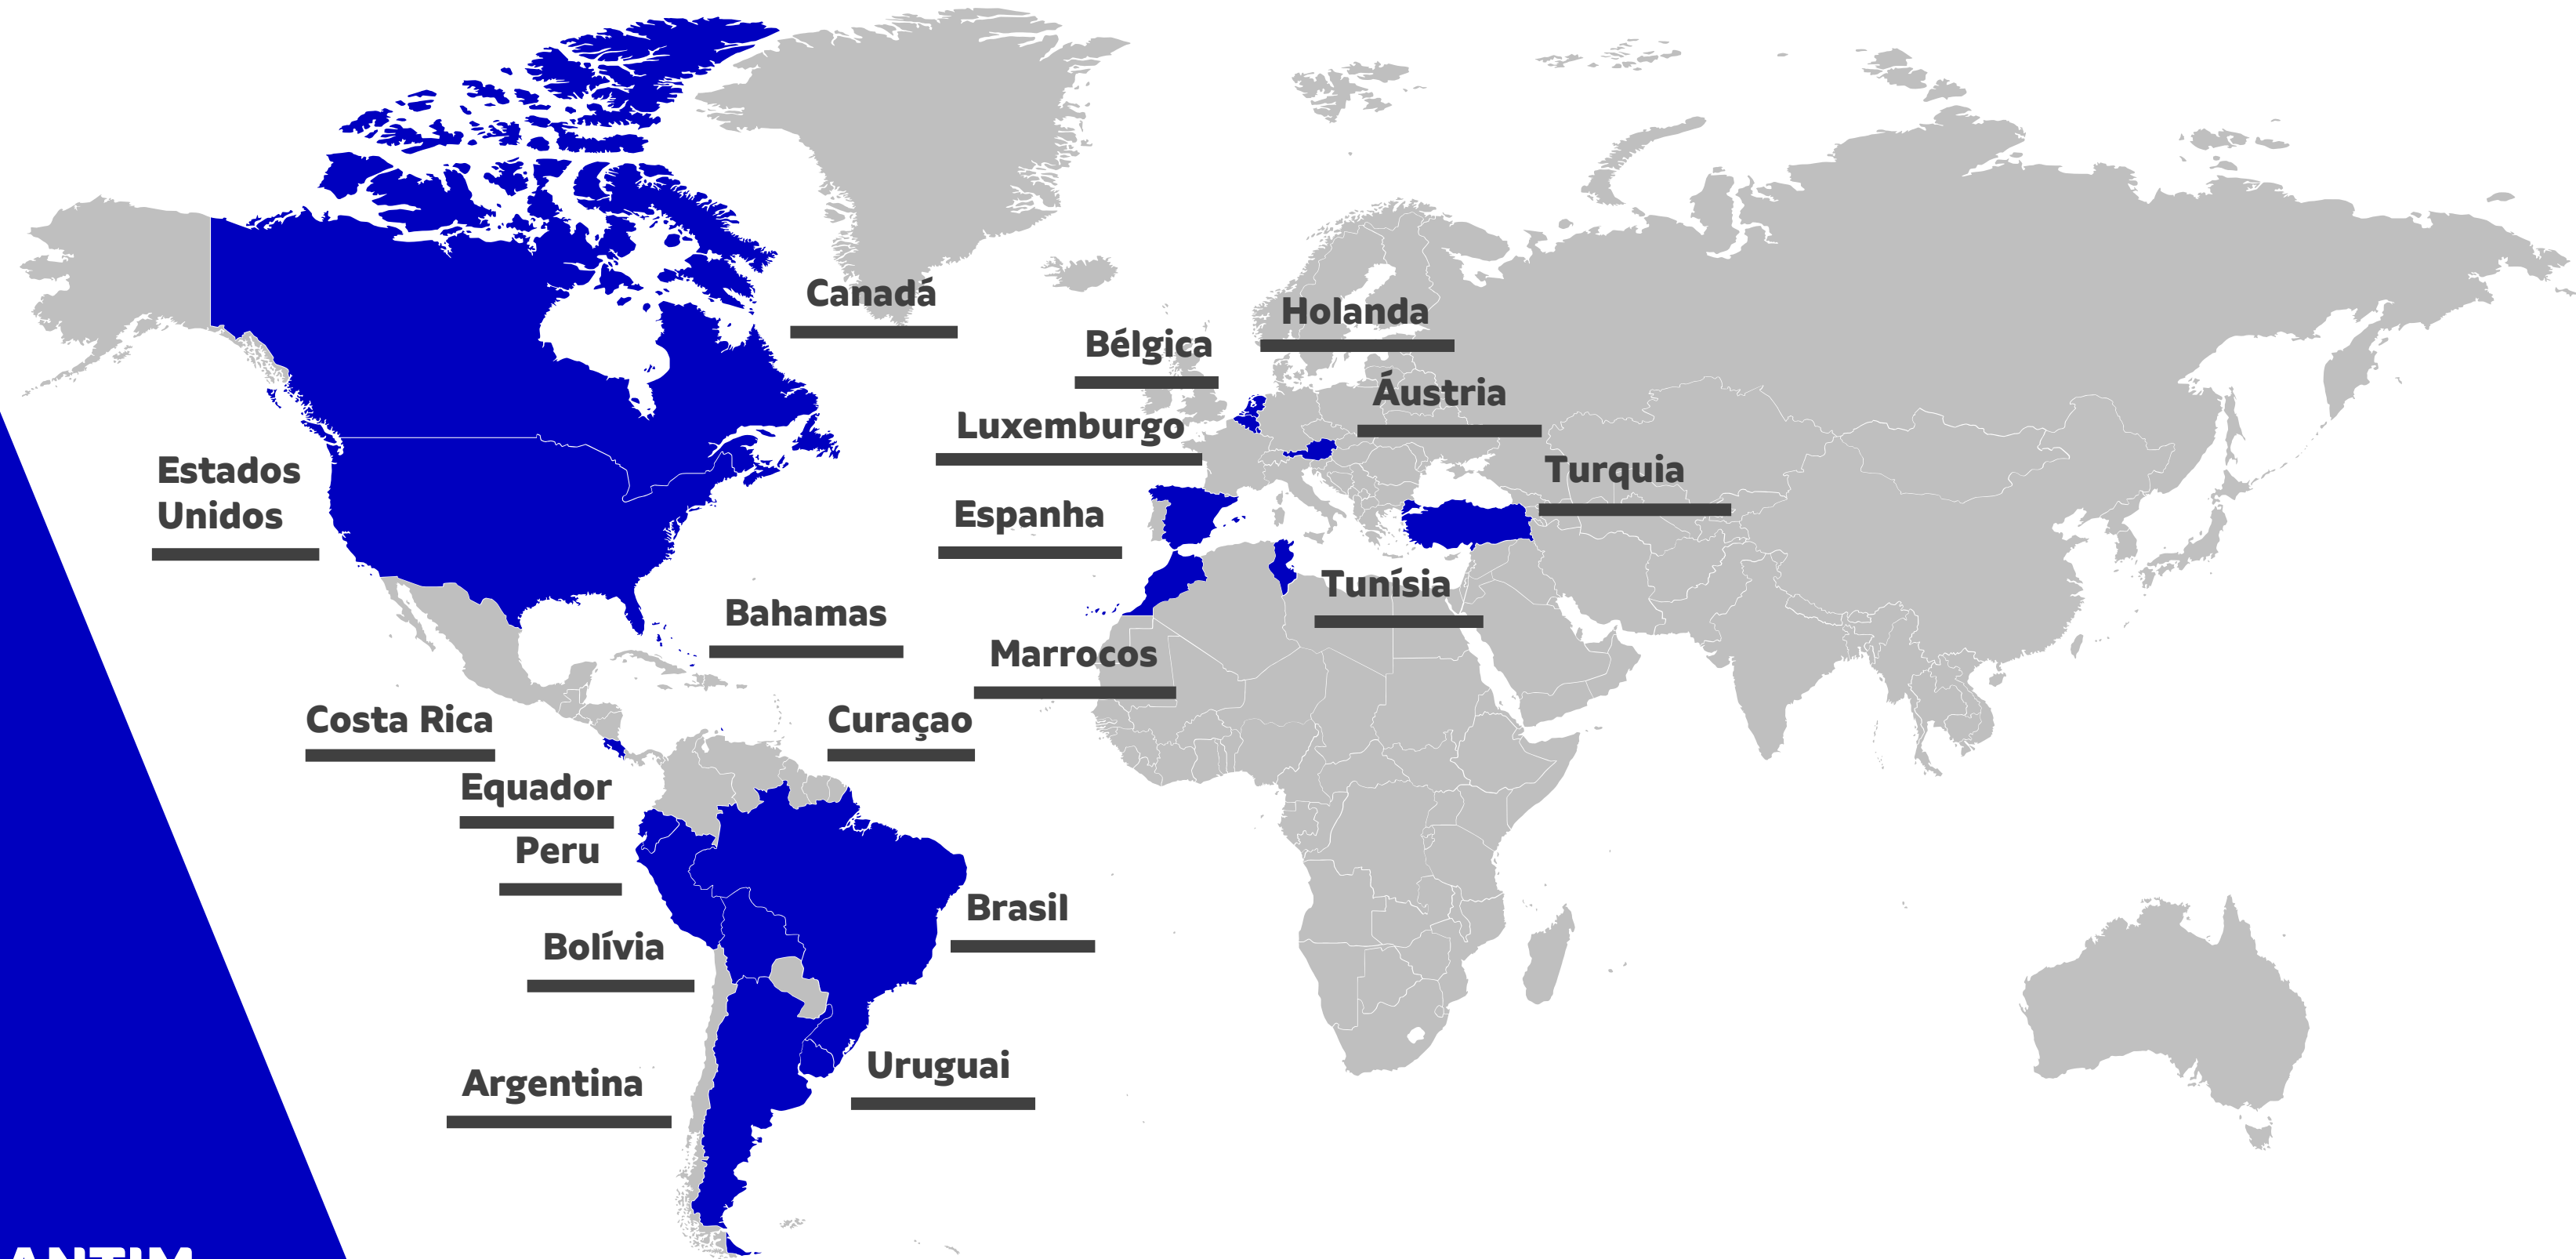 Canadá
Holanda
Bélgica
Áustria
Luxemburgo
Estados
Unidos
Turquia
Espanha
Tunísia
Bahamas
Marrocos
Costa Rica
Curaçao
Equador
Peru
Brasil
Bolívia
Uruguai
Argentina